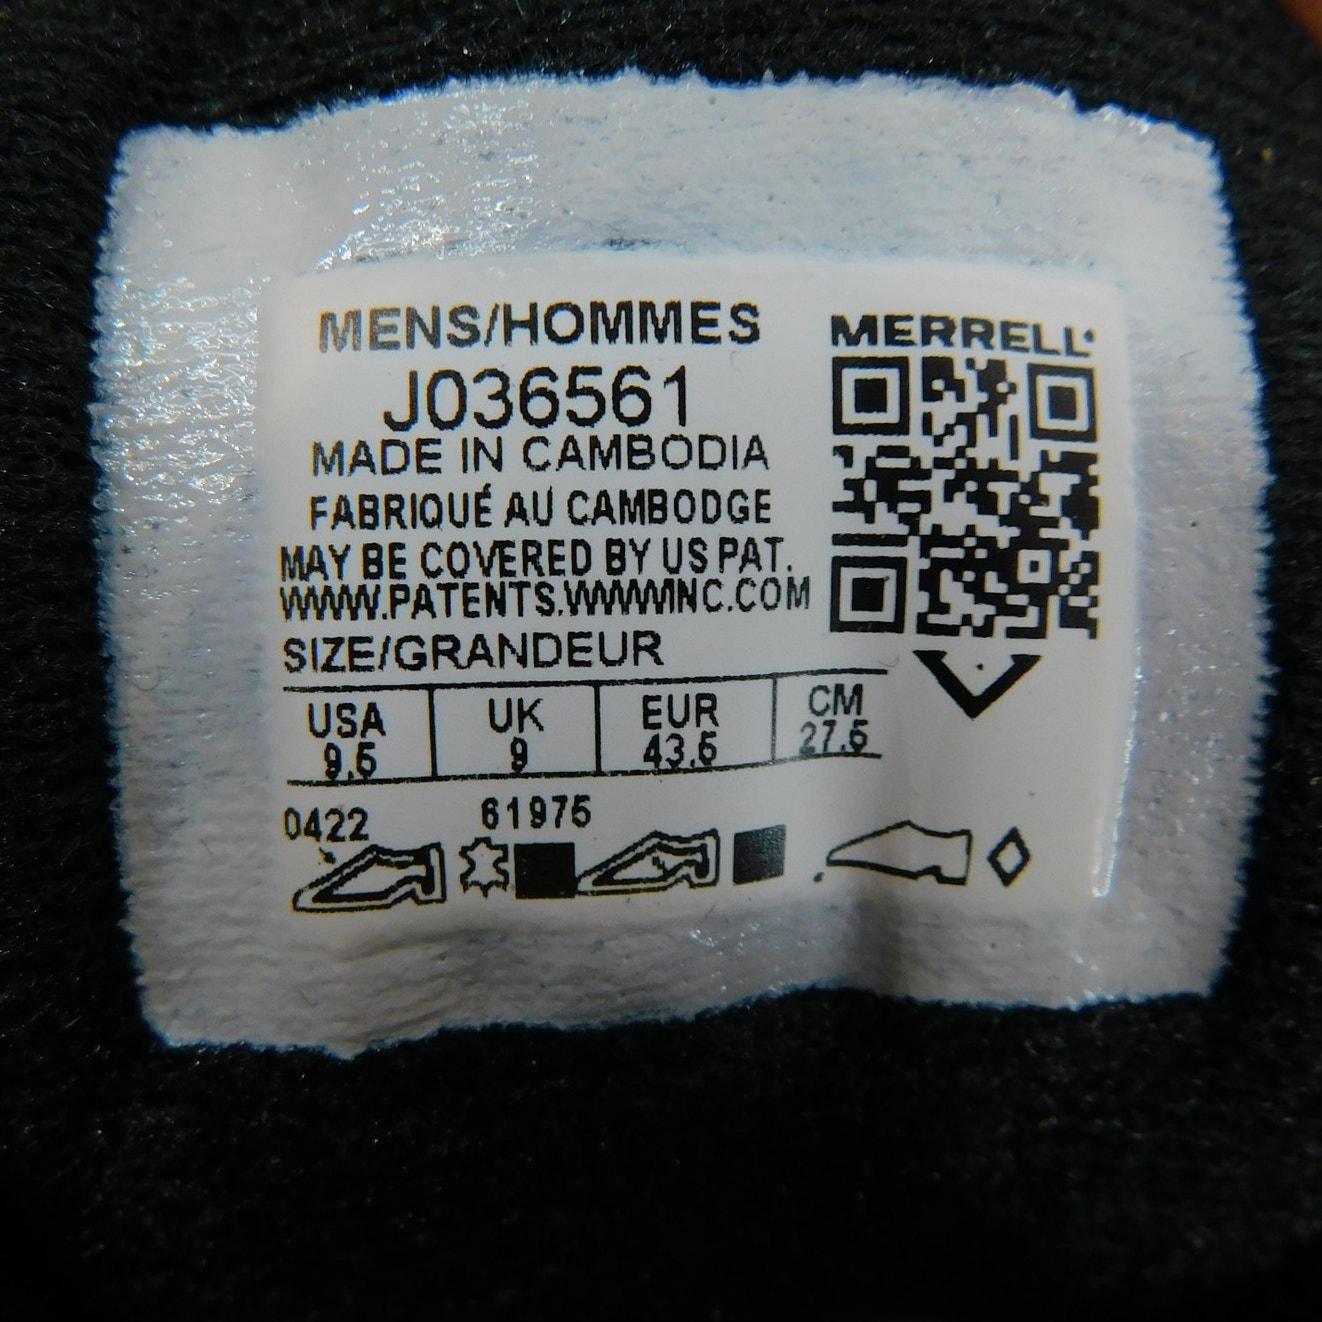 MENS/HOMMES
MERRELL
J036561
MADE IN CAMBODIA
FABRIQUÉ AU CAMBODGE
MAY BE COVERED BY US PAT.
WWW.PATENTS.WWWINC.COM
SIZE/GRANDEUR
USA UK EUR CM
9.5 9 43.5 27.5
0422 61975